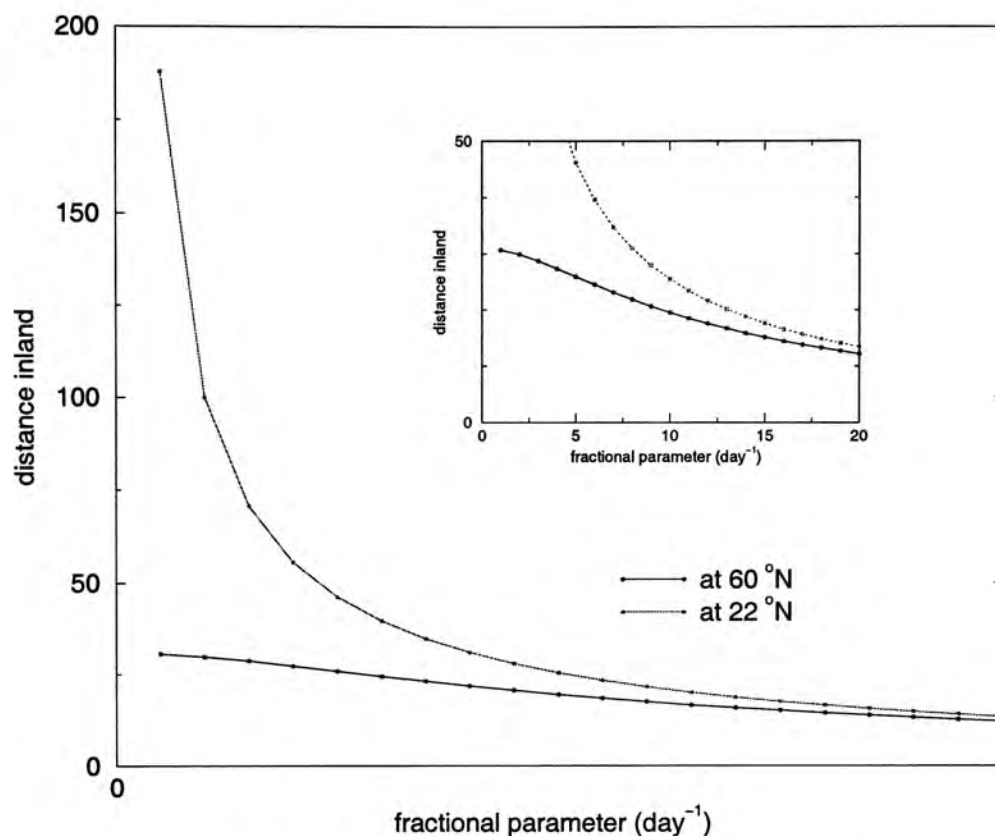 200
150
distance inland
100
50
0
0
fractional parameter (day⁻¹)
50
distance inland
0
0
5
10
15
20
fractional parameter (day⁻¹)
at 60 °N
at 22 °N